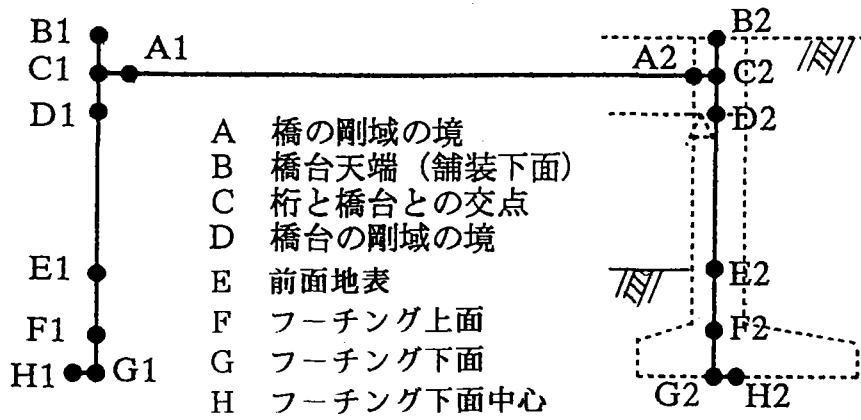 B1
C1
A1
D1
E1
F1
H1
G1
A 橋の剛域の境
B 橋台天端（舗装下面）
C 桁と橋台との交点
D 橋台の剛域の境
E 前面地表
F フーチング上面
G フーチング下面
H フーチング下面中心
B2
A2
C2
D2
E2
F2
G2
H2